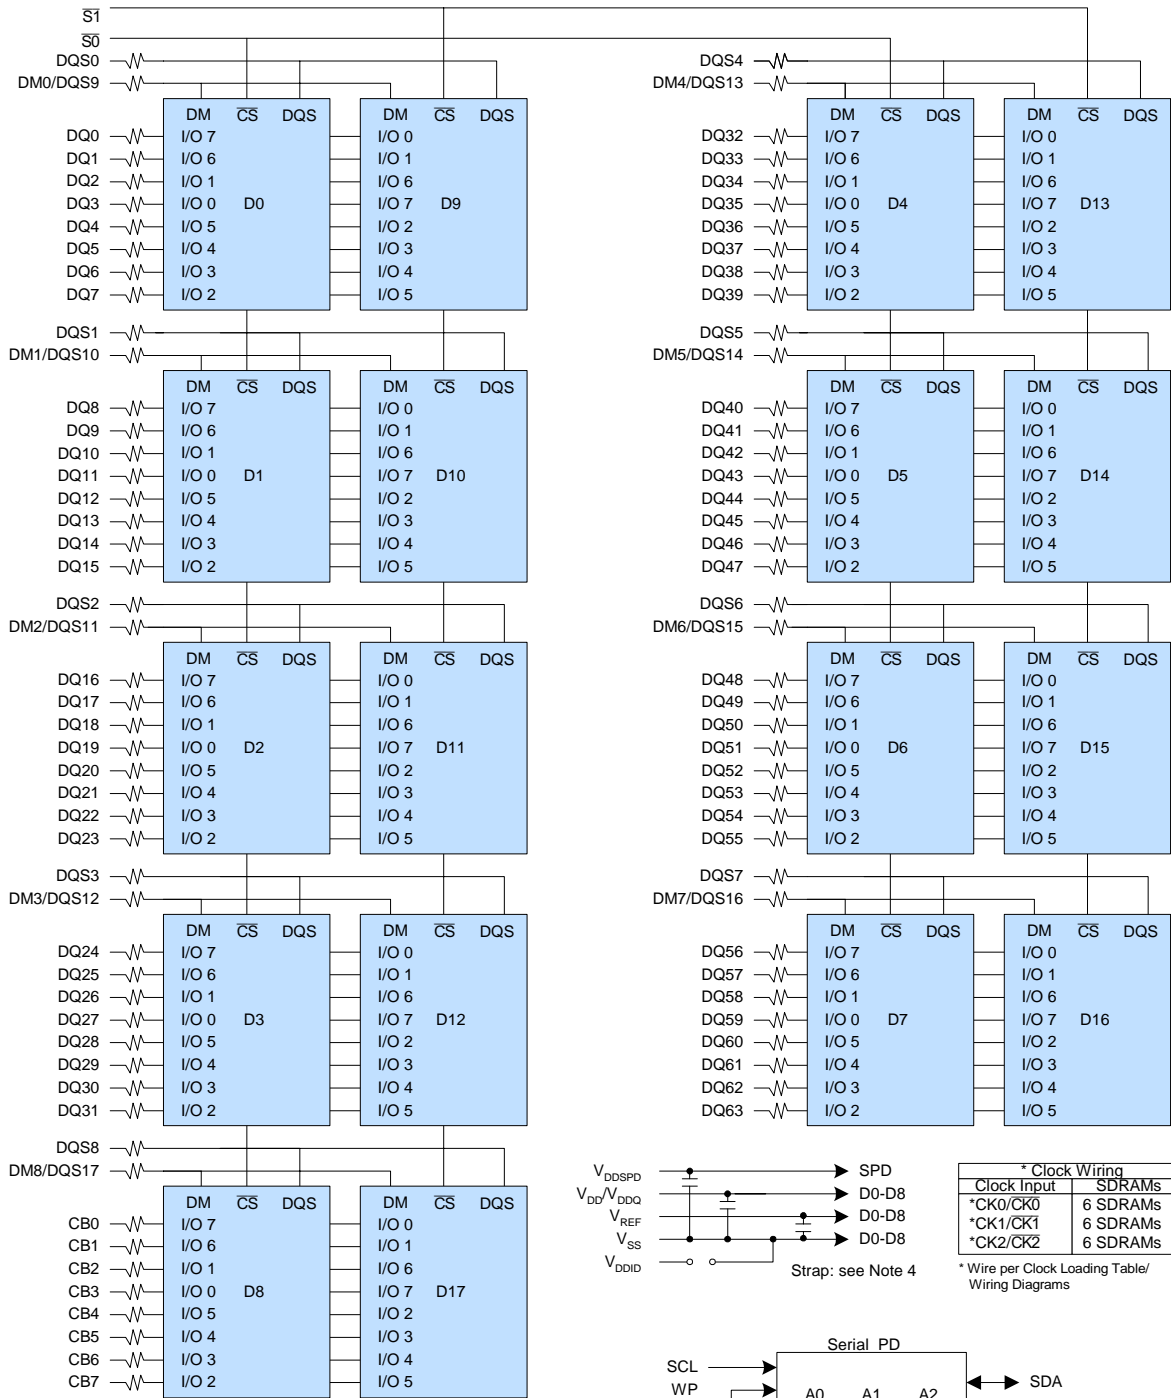 S1
S0
DQS0
DM0/DQS9
DM CS DQS
DM CS DQS
DQ0 I/O 7 I/O 0
DQ1 I/O 6 I/O 1
DQ2 I/O 1 I/O 6
DQ3 I/O 0 D0 I/O 7 D9
DQ4 I/O 5 I/O 2
DQ5 I/O 4 I/O 3
DQ6 I/O 3 I/O 4
DQ7 I/O 2 I/O 5
DQS1
DM1/DQS10
DM CS DQS
DM CS DQS
DQ8 I/O 7 I/O 0
DQ9 I/O 6 I/O 1
DQ10 I/O 1 I/O 6
DQ11 I/O 0 D1 I/O 7 D10
DQ12 I/O 5 I/O 2
DQ13 I/O 4 I/O 3
DQ14 I/O 3 I/O 4
DQ15 I/O 2 I/O 5
DQS2
DM2/DQS11
DM CS DQS
DM CS DQS
DQ16 I/O 7 I/O 0
DQ17 I/O 6 I/O 1
DQ18 I/O 1 I/O 6
DQ19 I/O 0 D2 I/O 7 D11
DQ20 I/O 5 I/O 2
DQ21 I/O 4 I/O 3
DQ22 I/O 3 I/O 4
DQ23 I/O 2 I/O 5
DQS3
DM3/DQS12
DM CS DQS
DM CS DQS
DQ24 I/O 7 I/O 0
DQ25 I/O 6 I/O 1
DQ26 I/O 1 I/O 6
DQ27 I/O 0 D3 I/O 7 D12
DQ28 I/O 5 I/O 2
DQ29 I/O 4 I/O 3
DQ30 I/O 3 I/O 4
DQ31 I/O 2 I/O 5
DQS8
DM8/DQS17
DM CS DQS
DM CS DQS
CB0 I/O 7 I/O 0
CB1 I/O 6 I/O 1
CB2 I/O 1 I/O 6
CB3 I/O 0 D8 I/O 7 D17
CB4 I/O 5 I/O 2
CB5 I/O 4 I/O 3
CB6 I/O 3 I/O 4
CB7 I/O 2 I/O 5
DQS4
DM4/DQS13
DM CS DQS
DM CS DQS
DQ32 I/O 7 I/O 0
DQ33 I/O 6 I/O 1
DQ34 I/O 1 I/O 6
DQ35 I/O 0 D4 I/O 7 D13
DQ36 I/O 5 I/O 2
DQ37 I/O 4 I/O 3
DQ38 I/O 3 I/O 4
DQ39 I/O 2 I/O 5
DQS5
DM5/DQS14
DM CS DQS
DM CS DQS
DQ40 I/O 7 I/O 0
DQ41 I/O 6 I/O 1
DQ42 I/O 1 I/O 6
DQ43 I/O 0 D5 I/O 7 D14
DQ44 I/O 5 I/O 2
DQ45 I/O 4 I/O 3
DQ46 I/O 3 I/O 4
DQ47 I/O 2 I/O 5
DQS6
DM6/DQS15
DM CS DQS
DM CS DQS
DQ48 I/O 7 I/O 0
DQ49 I/O 6 I/O 1
DQ50 I/O 1 I/O 6
DQ51 I/O 0 D6 I/O 7 D15
DQ52 I/O 5 I/O 2
DQ53 I/O 4 I/O 3
DQ54 I/O 3 I/O 4
DQ55 I/O 2 I/O 5
DQS7
DM7/DQS16
DM CS DQS
DM CS DQS
DQ56 I/O 7 I/O 0
DQ57 I/O 6 I/O 1
DQ58 I/O 1 I/O 6
DQ59 I/O 0 D7 I/O 7 D16
DQ60 I/O 5 I/O 2
DQ61 I/O 4 I/O 3
DQ62 I/O 3 I/O 4
DQ63 I/O 2 I/O 5
VDDSPD SPD
VDD/VDDQ D0-D8
VREF D0-D8
VSS D0-D8
VDDID
Strap: see Note 4
* Clock Wiring
Clock Input SDRAMs
*CK0/CK0 6 SDRAMs
*CK1/CK1 6 SDRAMs
*CK2/CK2 6 SDRAMs
* Wire per Clock Loading Table/
Wiring Diagrams
Serial PD
SCL
WP SDA
A0 A1 A2